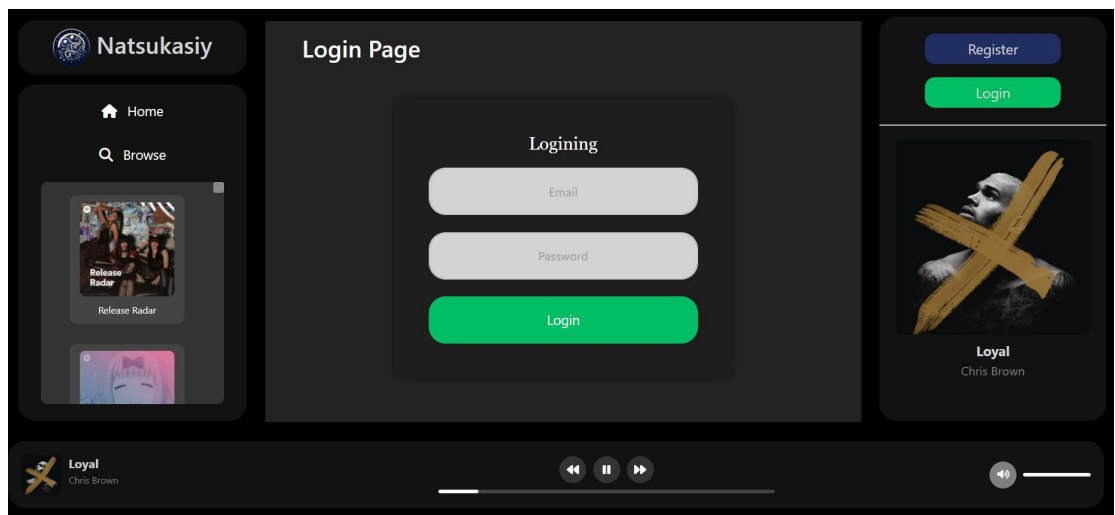 Natsukasiy
Home
Browse
Release
Radar
Release Radar
Login Page
Logining
Email
Password
Login
Register
Login
Loyal
Chris Brown
Loyal
Chris Brown